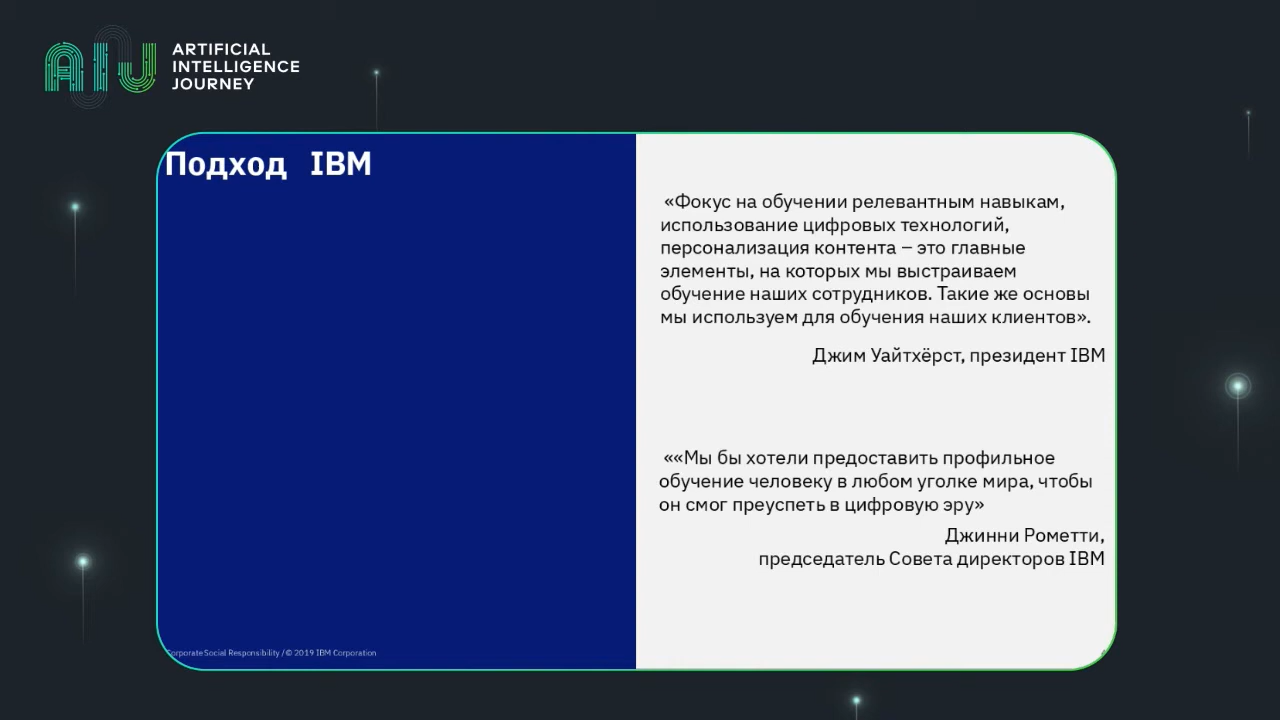 ARTIFICIAL
INTELLIGENCE
JOURNEY
Подход IBM
«Фокус на обучении релевантным навыкам,
использование цифровых технологий,
персонализация контента – это главные
элементы, на которых мы выстраиваем
обучение наших сотрудников. Такие же основы
мы используем для обучения наших клиентов».
Джим Уайтхёрст, президент IBM
««Мы бы хотели предоставить профильное
обучение человеку в любом уголке мира, чтобы
он смог преуспеть в цифровую эру»
Джинни Рометти,
председатель Совета директоров IBM
Corporate Social Responsibility / © 2019 IBM Corporation